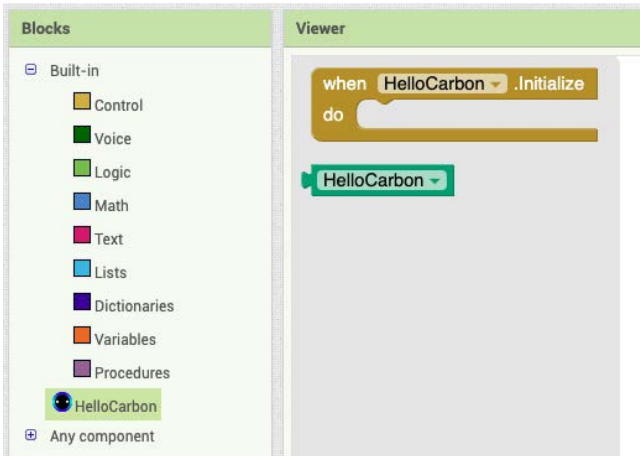 Blocks
Built-in
Control
Voice
Logic
Math
Text
Lists
Dictionaries
Variables
Procedures
HelloCarbon
Any component
Viewer
when HelloCarbon .Initialize
do
HelloCarbon